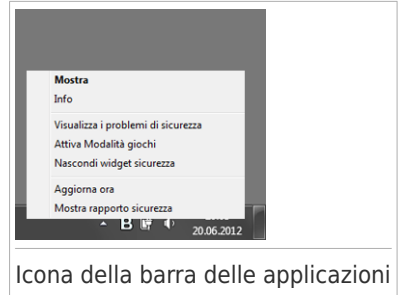 Mostra
Info
Visualizza i problemi di sicurezza
Attiva Modalità giochi
Nascondi widget sicurezza
Aggiorna ora
Mostra rapporto sicurezza
B
20.06.2012
Icona della barra delle applicazioni